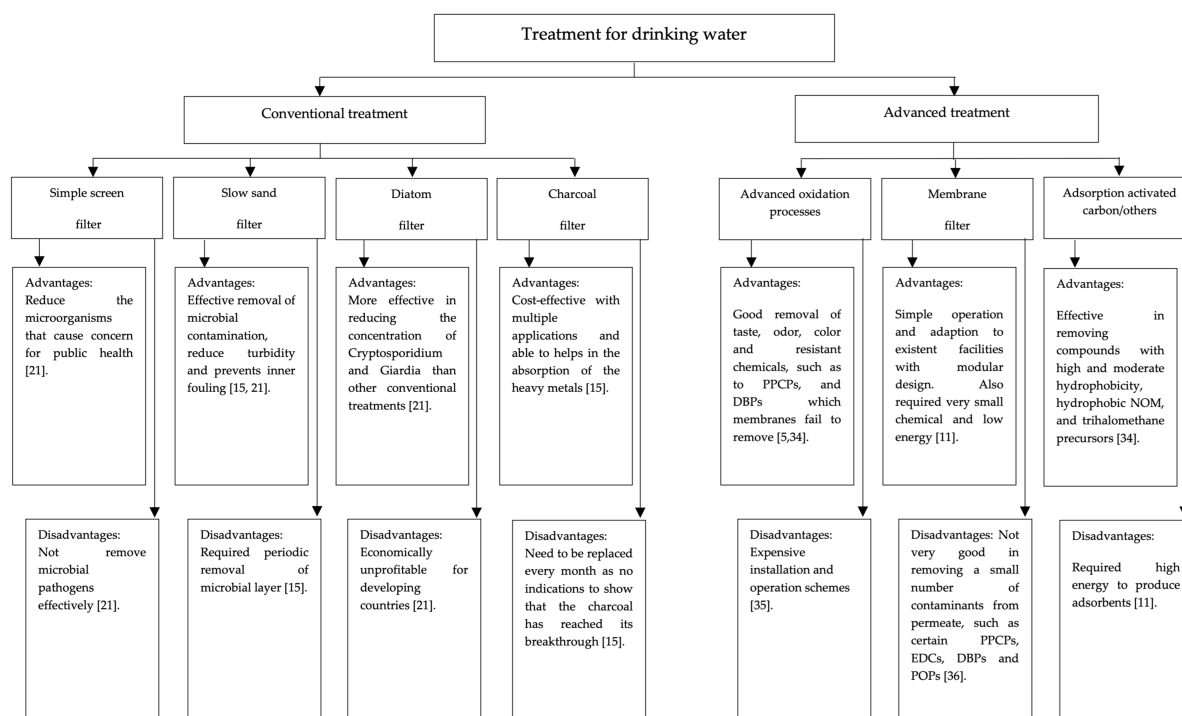 Treatment for drinking water
Conventional treatment
Advanced treatment
Simple screen
filter
Slow sand
filter
Diatom
filter
Charcoal
filter
Advanced oxidation
processes
Membrane
filter
Adsorption activated
carbon/others
Advantages:
Reduce the
microorganisms
that cause concern
for public health
[21].
Advantages:
Effective removal of
microbial
contamination,
reduce turbidity
and prevents inner
fouling [15, 21].
Advantages:
More effective in
reducing the
concentration of
Cryptosporidium
and Giardia than
other conventional
treatments [21].
Advantages:
Cost-effective with
multiple
applications and
able to helps in the
absorption of the
heavy metals [15].
Advantages:
Good removal of
taste, odor, color
and resistant
chemicals, such as
to PPCPs, and
DBPs which
membranes fail to
remove [5,34].
Advantages:
Simple operation
and adaption to
existent facilities
with modular
design. Also
required very small
chemical and low
energy [11].
Advantages:
Effective in
removing
compounds with
high and moderate
hydrophobicity,
hydrophobic NOM,
and trihalomethane
precursors [34].
Disadvantages:
Not remove
microbial
pathogens
effectively [21].
Disadvantages:
Required periodic
removal of
microbial layer [15].
Disadvantages:
Economically
unprofitable for
developing
countries [21].
Disadvantages:
Need to be replaced
every month as no
indications to show
that the charcoal
has reached its
breakthrough [15].
Disadvantages:
Expensive
installation and
operation schemes
[35].
Disadvantages: Not
very good in
removing a small
number of
contaminants from
permeate, such as
certain PPCPs,
EDCs, DBPs and
POPs [36].
Disadvantages:
Required high
energy to produce
adsorbents [11].